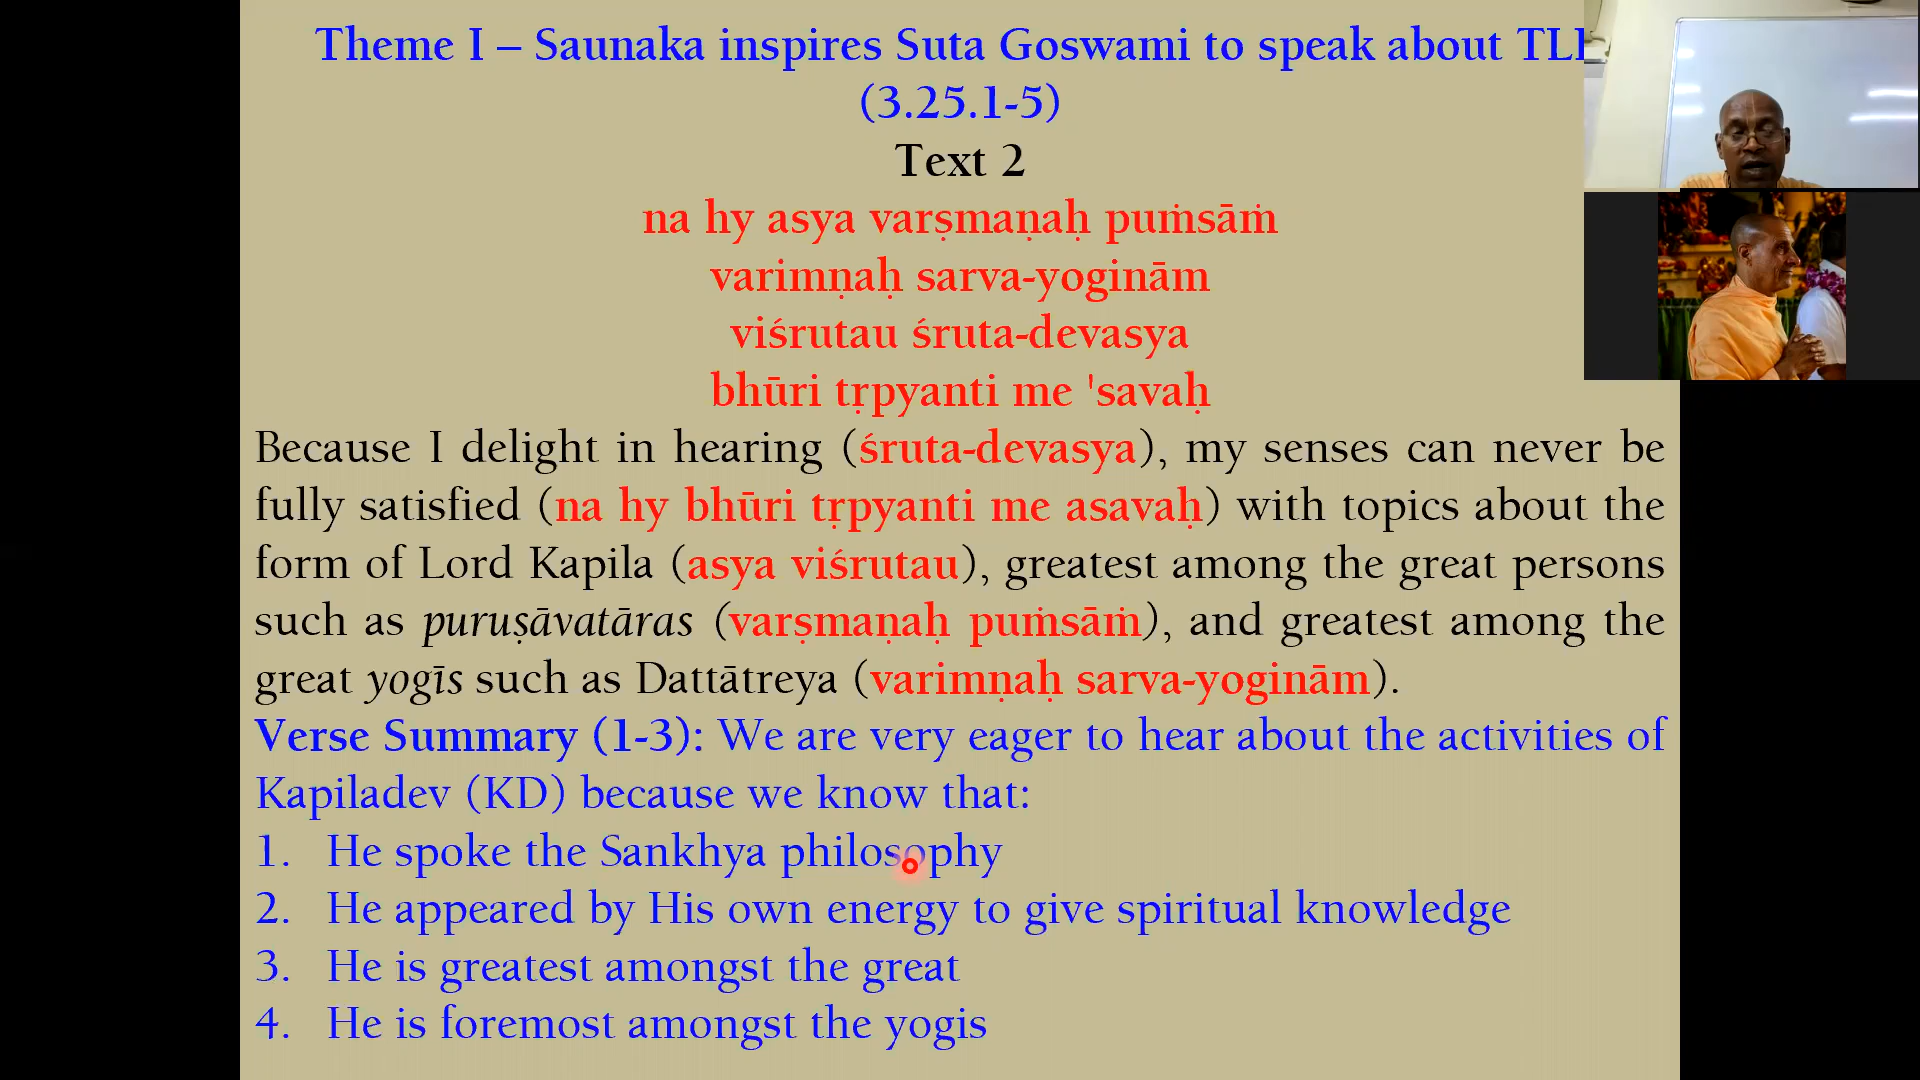 Theme I – Saunaka inspires Suta Goswami to speak about
(3.25.1-5)
Text 2
na hy asya varṣmaṇaḥ puṁsāṁ
varimṇaḥ sarva-yoginām
viśrutau śruta-devasya
bhūri tṛpyanti me 'savaḥ
Because I delight in hearing (śruta-devasya), my senses can never be
fully satisfied (na hy bhūri tṛpyanti me asavaḥ) with topics about the
form of Lord Kapila (asya viśrutau), greatest among the great persons
such as puruṣāvatāras (varṣmaṇaḥ puṁsāṁ), and greatest among the
great yogīs such as Dattātreya (varimṇaḥ sarva-yoginām).
Verse Summary (1-3): We are very eager to hear about the activities of
Kapiladev (KD) because we know that:
1. He spoke the Sankhya philosophy
2. He appeared by His own energy to give spiritual knowledge
3. He is greatest amongst the great
4. He is foremost amongst the yogis